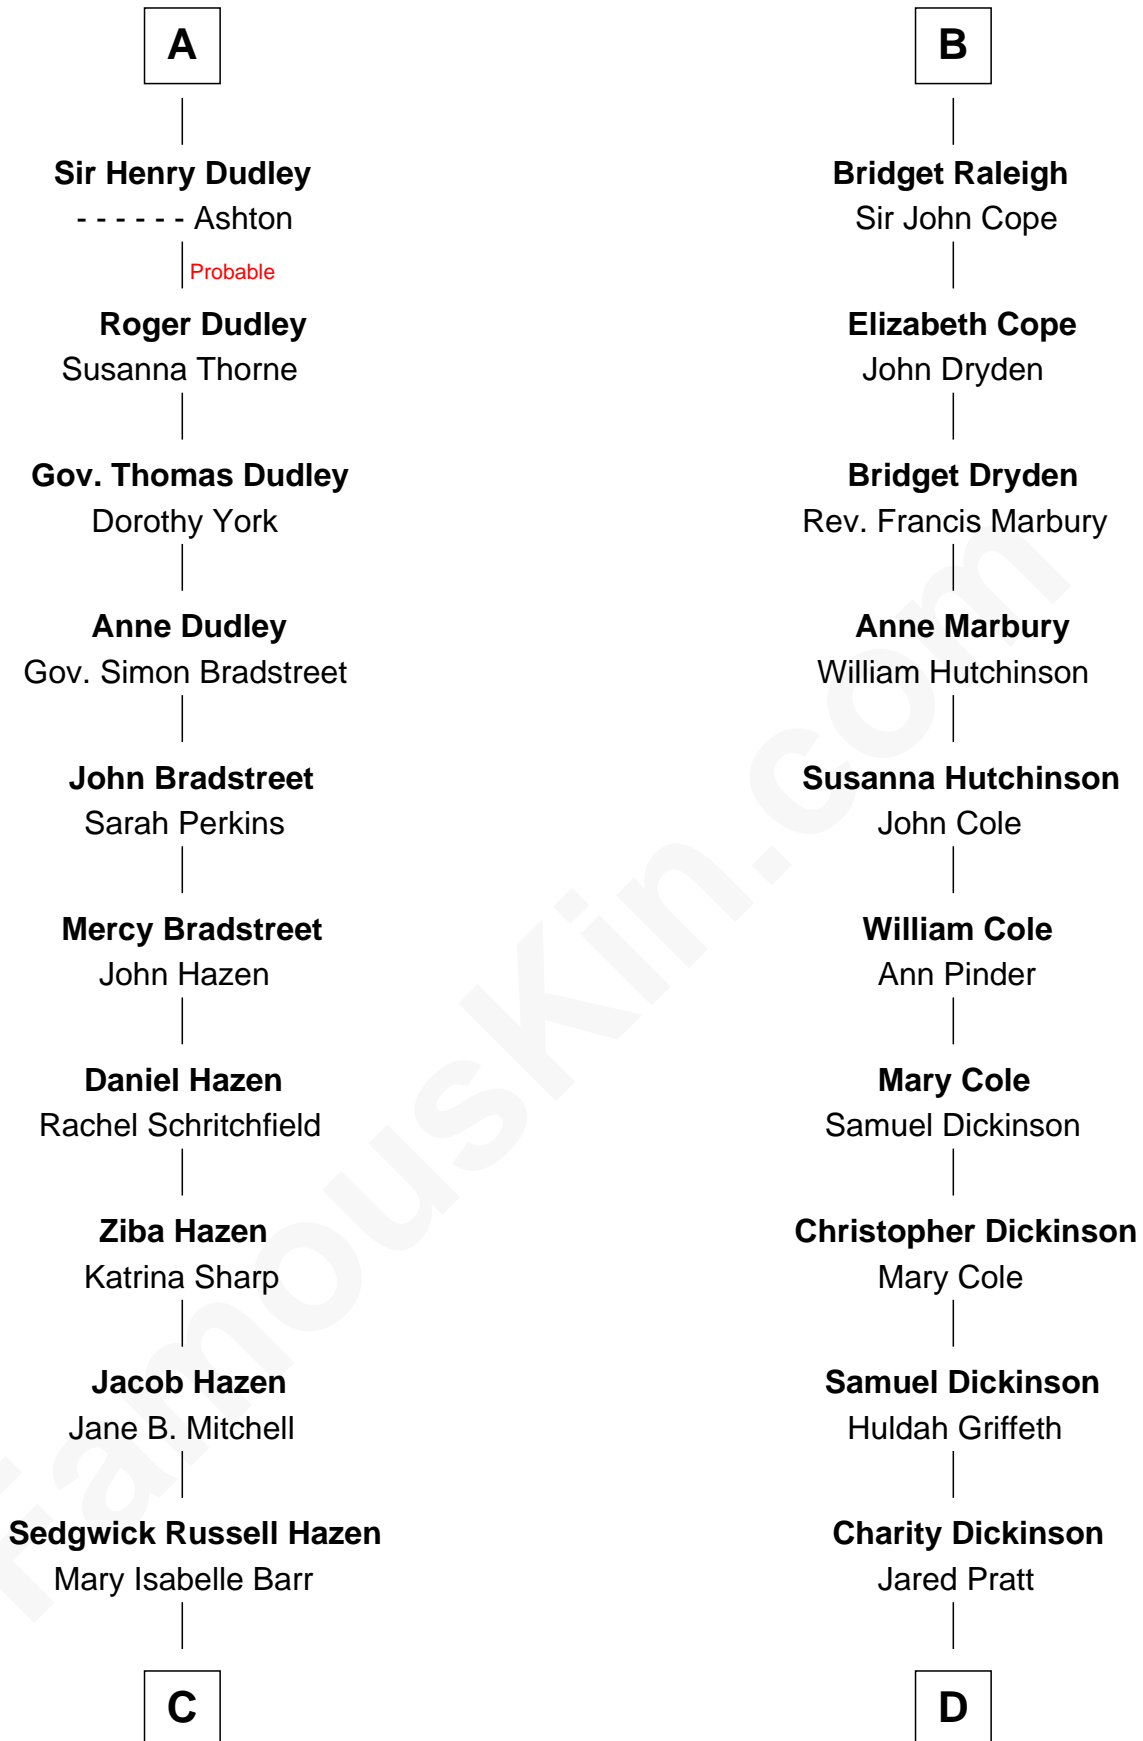 A
Sir Henry Dudley
- - - - - - Ashton
Probable
Roger Dudley
Susanna Thorne
Gov. Thomas Dudley
Dorothy York
Anne Dudley
Gov. Simon Bradstreet
John Bradstreet
Sarah Perkins
Mercy Bradstreet
John Hazen
Daniel Hazen
Rachel Schritchfield
Ziba Hazen
Katrina Sharp
Jacob Hazen
Jane B. Mitchell
Sedgwick Russell Hazen
Mary Isabelle Barr
C
B
Bridget Raleigh
Sir John Cope
Elizabeth Cope
John Dryden
Bridget Dryden
Rev. Francis Marbury
Anne Marbury
William Hutchinson
Susanna Hutchinson
John Cole
William Cole
Ann Pinder
Mary Cole
Samuel Dickinson
Christopher Dickinson
Mary Cole
Samuel Dickinson
Huldah Griffeth
Charity Dickinson
Jared Pratt
D
FamousKin.com